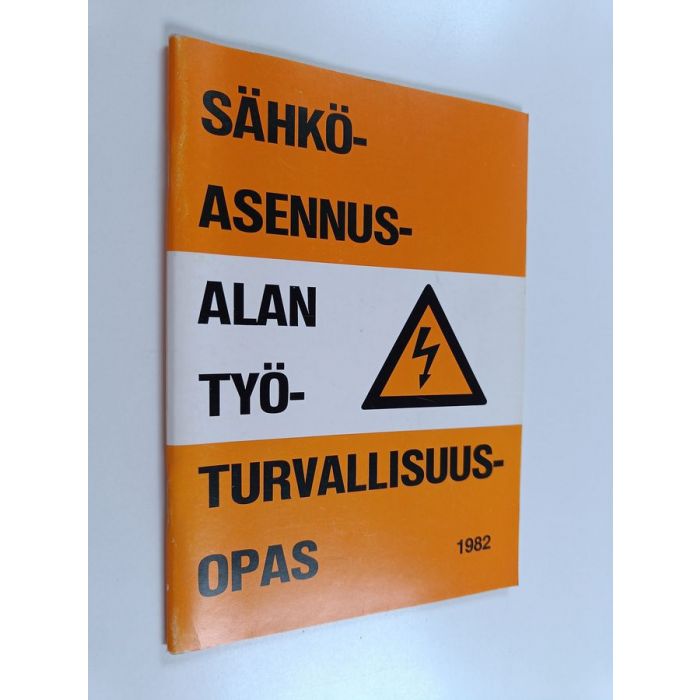 SÄHKÖ-
ASENNUS-
ALAN
TYÖ-
TURVALLISUUS-
OPAS
1982